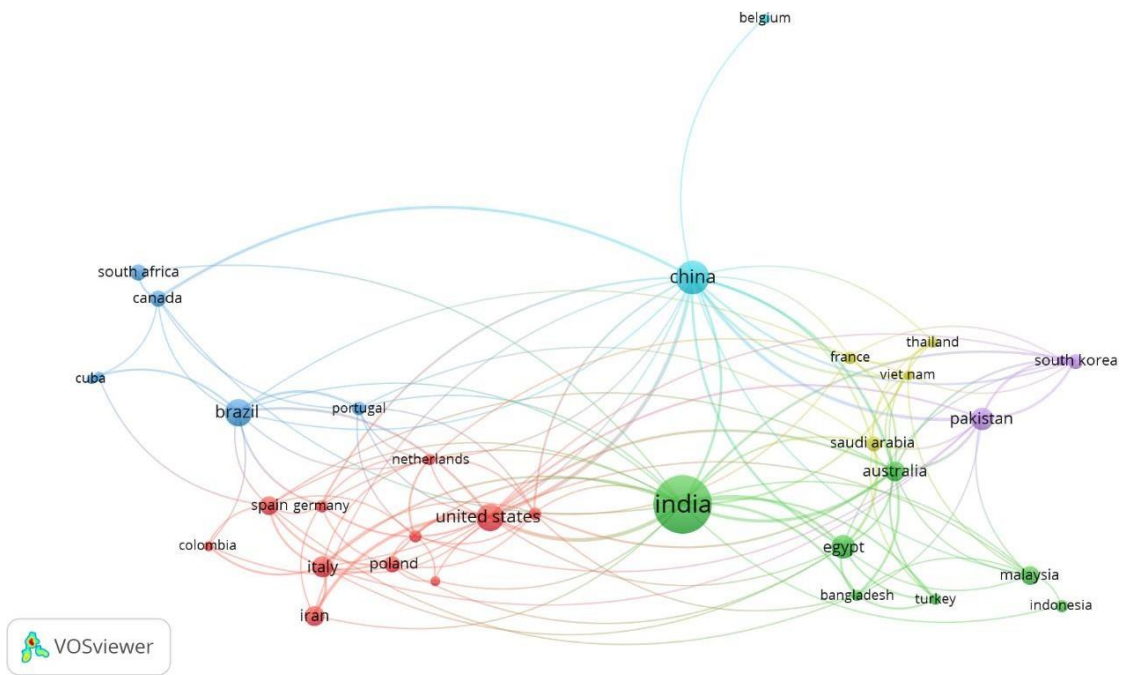 belgium
south africa
china
canada
thailand
france
south korea
viet nam
cuba
brazil
portugal
pakistan
saudi arabia
netherlands
australia
spain
germany
india
united states
colombia
egypt
italy
poland
malaysia
bangladesh
turkey
indonesia
iran
VOSviewer